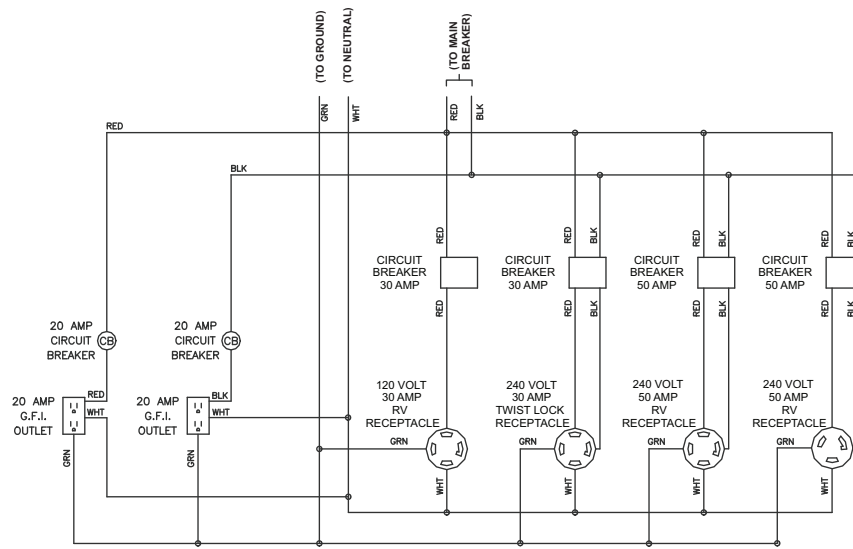 (TO GROUND)
(TO NEUTRAL)
(TO MAIN
BREAKER)
GRN
WHT
RED
BLK
RED
BLK
RED
RED
BLK
RED
BLK
RED
BLK
CIRCUIT
BREAKER
30 AMP
CIRCUIT
BREAKER
30 AMP
CIRCUIT
BREAKER
50 AMP
CIRCUIT
BREAKER
50 AMP
RED
RED
BLK
RED
BLK
RED
BLK
20 AMP
CIRCUIT
BREAKER
CB
20 AMP
CIRCUIT
BREAKER
CB
20 AMP
G.F.I.
OUTLET
RED
WHT
GRN
20 AMP
G.F.I.
OUTLET
BLK
WHT
GRN
120 VOLT
30 AMP
RV
RECEPTACLE
240 VOLT
30 AMP
TWIST LOCK
RECEPTACLE
240 VOLT
50 AMP
RV
RECEPTACLE
240 VOLT
50 AMP
RV
RECEPTACLE
GRN
GRN
GRN
GRN
WHT
WHT
WHT
WHT